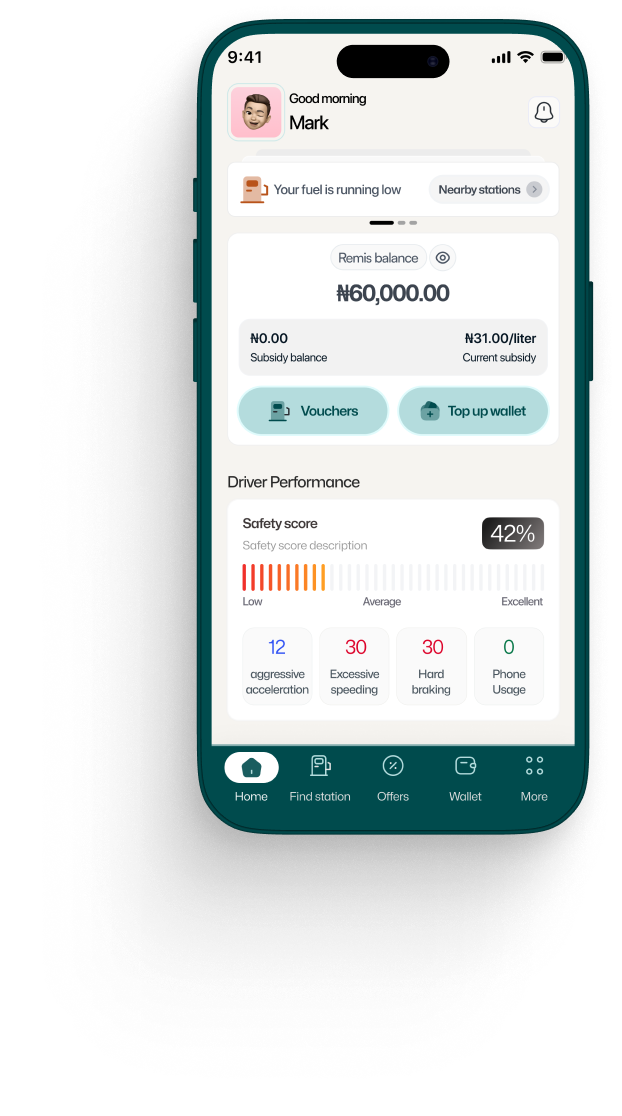 9:41
Good morning
Mark
Your fuel is running low
Nearby stations
Remis balance
₦60,000.00
₦0.00
₦31.00/liter
Subsidy balance
Current subsidy
Vouchers
Top up wallet
Driver Performance
Safety score
42%
Safety score description
Low
Average
Excellent
12
30
30
0
aggressive
acceleration
Excessive
speeding
Hard
braking
Phone
Usage
Home
Find station
Offers
Wallet
More